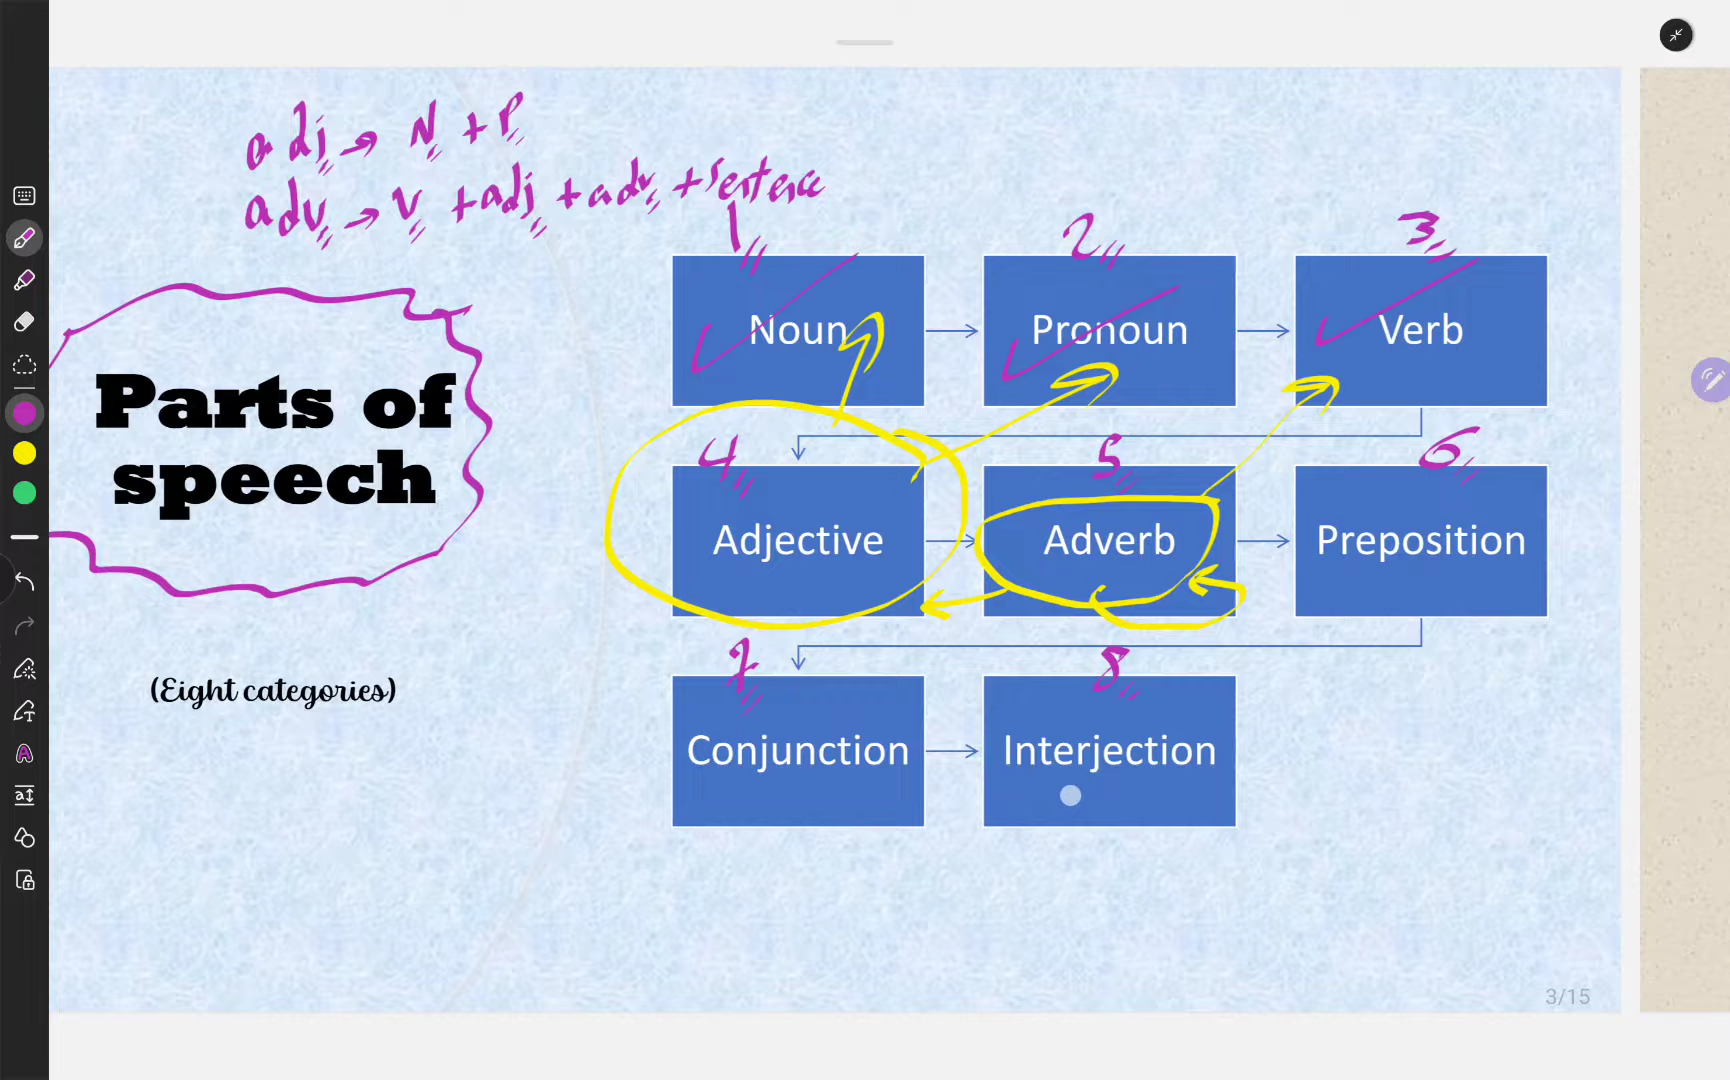 adj → N + P
adv → V + adj + adv + sentence
1
2
3
Noun
Pronoun
Verb
Parts of
speech
4
5
6
Adjective
Adverb
Preposition
(Eight categories)
7
8
Conjunction
Interjection
3/15